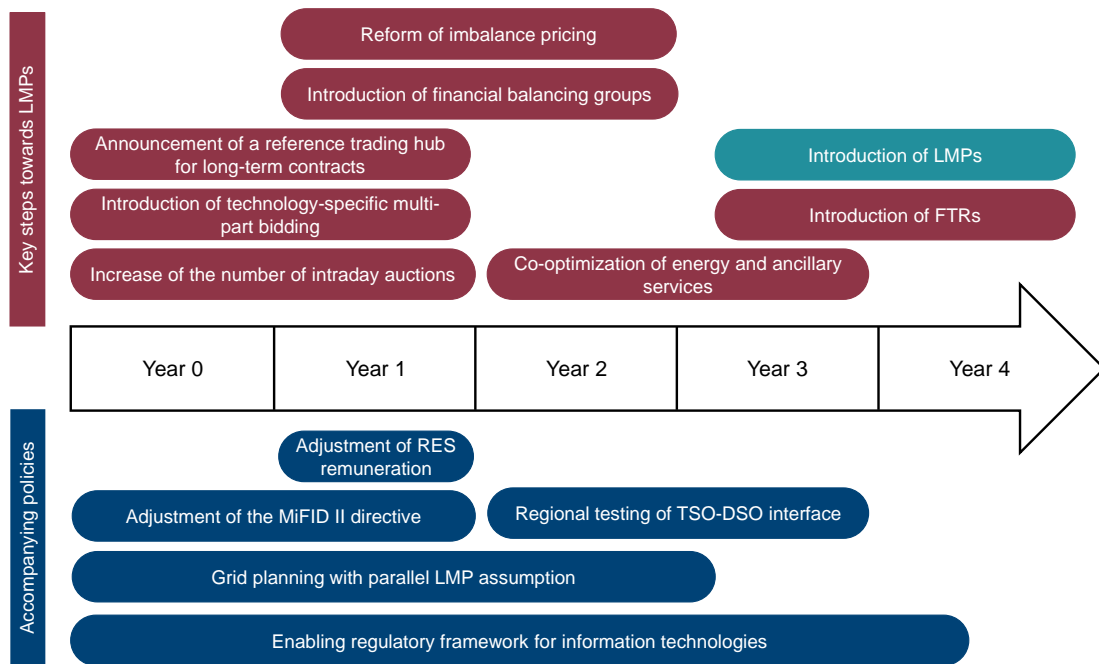 Key steps towards LMPs
Reform of imbalance pricing
Introduction of financial balancing groups
Announcement of a reference trading hub
for long-term contracts
Introduction of LMPs
Introduction of technology-specific multi-
part bidding
Introduction of FTRs
Increase of the number of intraday auctions
Co-optimization of energy and ancillary
services
Year 0
Year 1
Year 2
Year 3
Year 4
Accompanying policies
Adjustment of RES
remuneration
Adjustment of the MiFID II directive
Regional testing of TSO-DSO interface
Grid planning with parallel LMP assumption
Enabling regulatory framework for information technologies